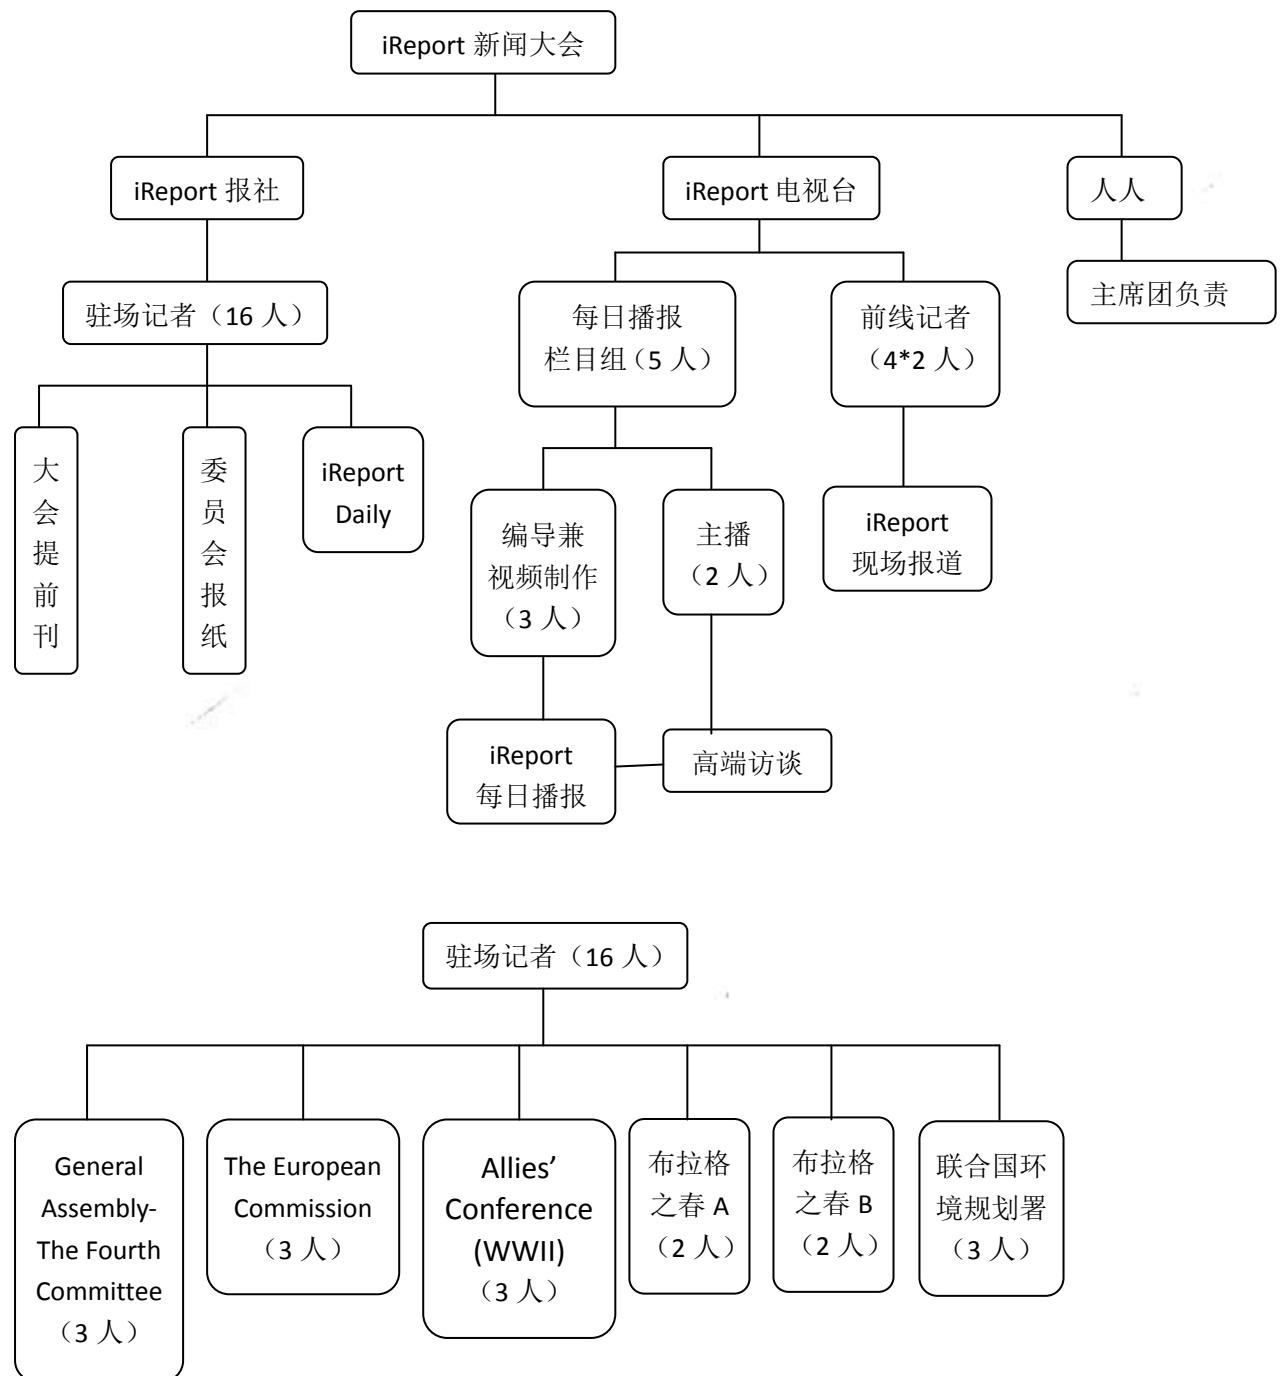 iReport 新闻大会
iReport 报社
iReport 电视台
人人
主席团负责
驻场记者（16 人）
每日播报
栏目组（5 人）
前线记者
（4*2 人）
大
会
提
前
刊
委
员
会
报
纸
iReport
Daily
编导兼
视频制作
（3 人）
主播
（2 人）
iReport
现场报道
iReport
每日播报
高端访谈
驻场记者（16 人）
General
Assembly-
The Fourth
Committee
（3 人）
The European
Commission
（3 人）
Allies’
Conference
(WWII)
（3 人）
布拉格
之春 A
（2 人）
布拉格
之春 B
（2 人）
联合国环
境规划署
（3 人）